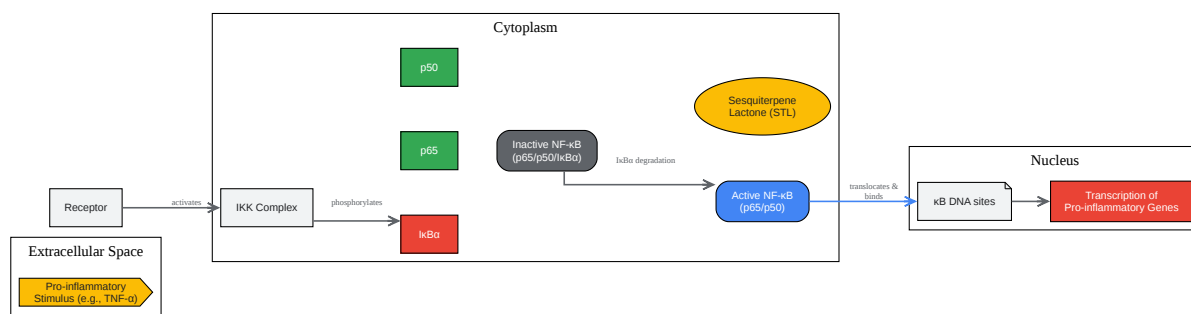 Cytoplasm
p50
Sesquiterpene
Lactone (STL)
p65
Inactive NF-κB
(p65/p50/IκBα)
IκBα degradation
Nucleus
Receptor
activates
IKK Complex
phosphorylates
IκBα
Active NF-κB
(p65/p50)
translocates &
binds
κB DNA sites
Transcription of
Pro-inflammatory Genes
Extracellular Space
Pro-inflammatory
Stimulus (e.g., TNF-α)